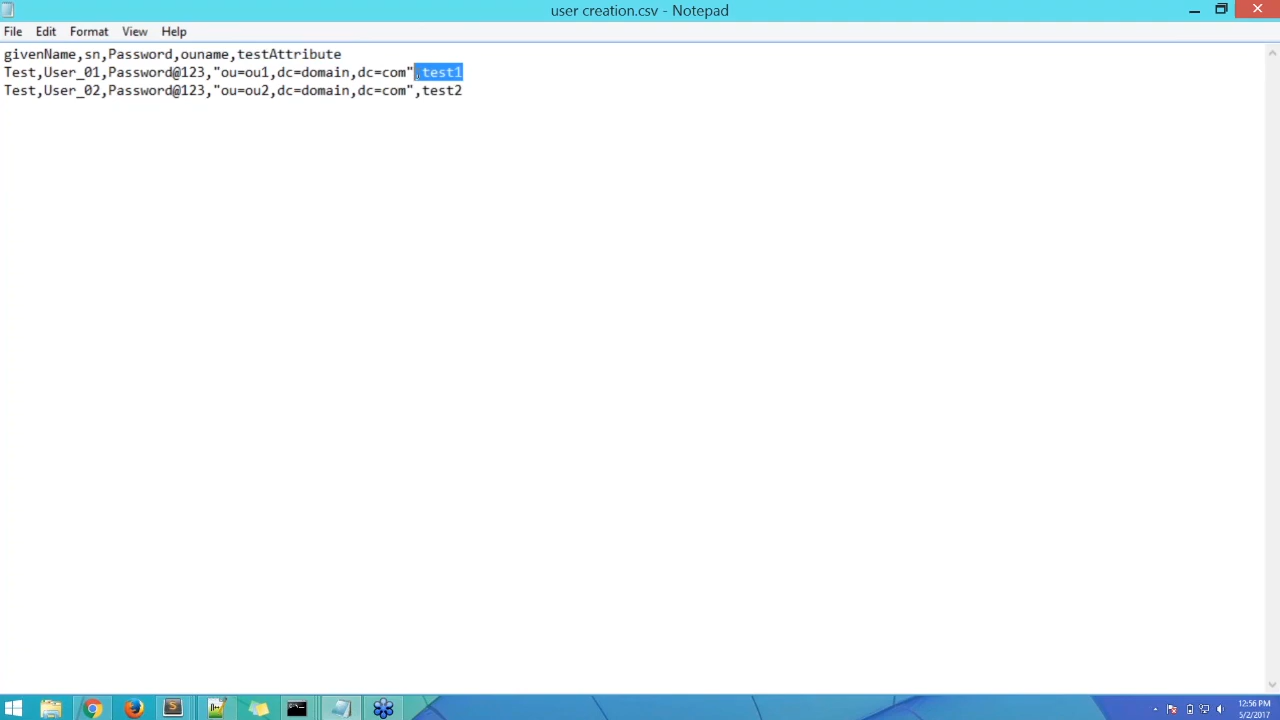 user creation.csv - Notepad
File Edit Format View Help
givenName,sn,Password,ouname,testAttribute
Test,User_01,Password@123,"ou=ou1,dc=domain,dc=com",test1
Test,User_02,Password@123,"ou=ou2,dc=domain,dc=com",test2
12:56 PM
5/2/2017